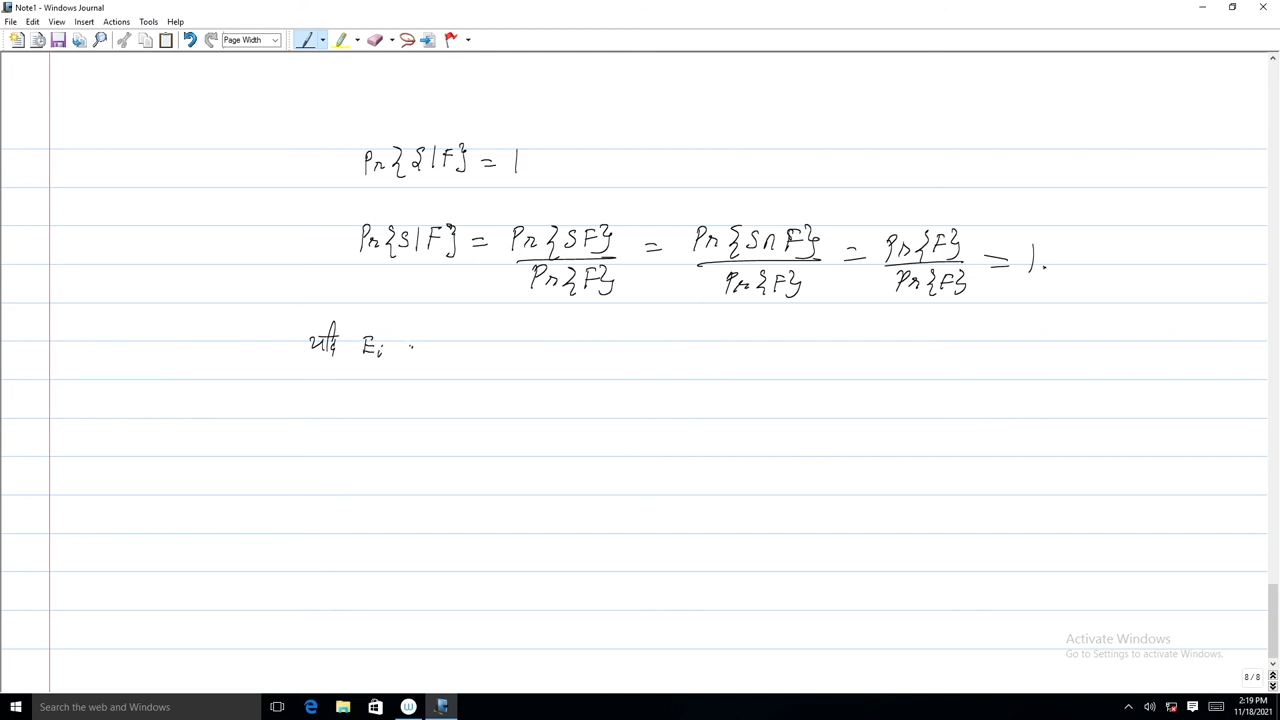 Note1 - Windows Journal
File Edit View Insert Actions Tools Help
Page Width
Pr{S|F} = 1
Pr{S|F} = Pr{SF} / Pr{F} = Pr{S∩F} / Pr{F} = Pr{F} / Pr{F} = 1.
যদি Ei
Activate Windows
Go to Settings to activate Windows.
8 / 8
Search the web and Windows
2:19 PM
11/18/2021